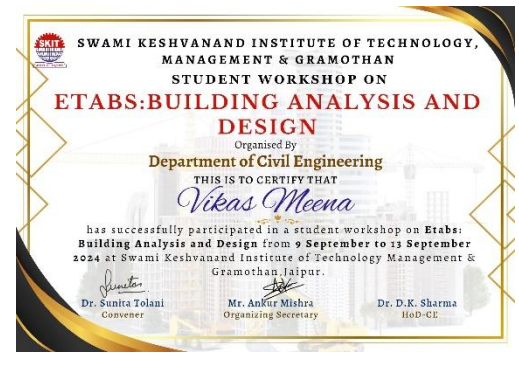 SKIT
SWAMI KESHVANAND INSTITUTE OF TECHNOLOGY,
MANAGEMENT & GRAMOTHAN
STUDENT WORKSHOP ON
ETABS:BUILDING ANALYSIS AND
DESIGN
Organised By
Department of Civil Engineering
THIS IS TO CERTIFY THAT
Vikas Meena
has successfully participated in a student workshop on Etabs:
Building Analysis and Design from 9 September to 13 September
2024 at Swami Keshvanand Institute of Technology Management &
Gramothan,Jaipur.
Dr. Sunita Tolani Mr. Ankur Mishra Dr. D.K. Sharma
Convener Organizing Secretary HoD-CE